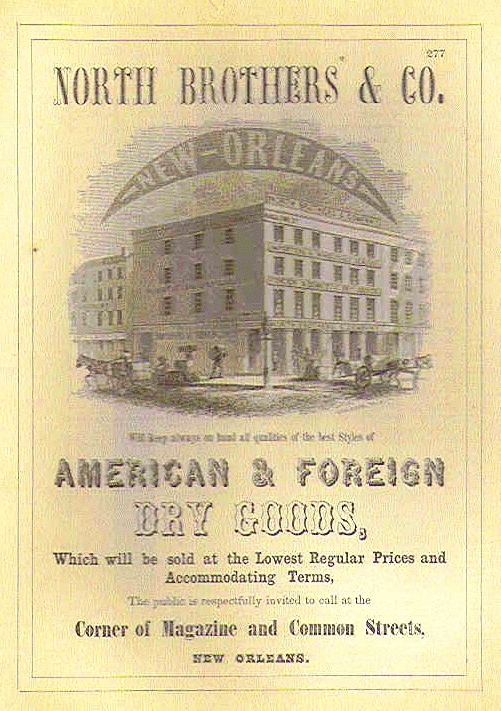 277
NORTH BROTHERS & CO.
NEW-ORLEANS
Will keep always on hand all qualities of the best Styles of
AMERICAN & FOREIGN
DRY GOODS,
Which will be sold at the Lowest Regular Prices and
Accommodating Terms,
The public is respectfully invited to call at the
Corner of Magazine and Common Streets,
NEW ORLEANS.